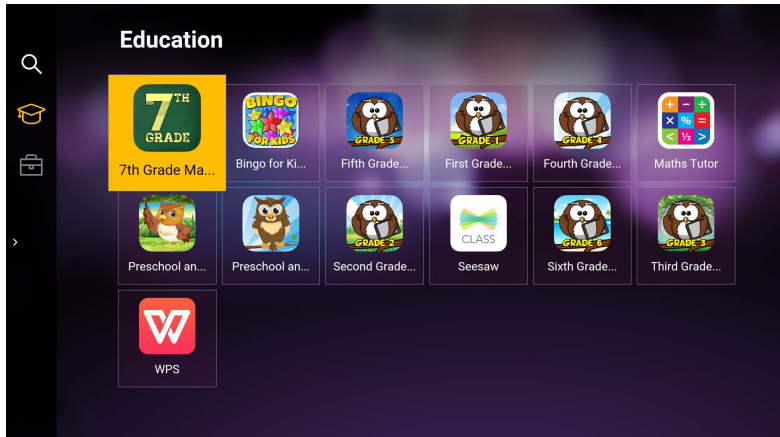 Education
7TH
GRADE
7th Grade Ma...
BINGO
FOR KIDS
Bingo for Ki...
GRADE 5
Fifth Grade...
GRADE 1
First Grade...
GRADE 4
Fourth Grade...
+ - ÷
× % =
< ½ >
Maths Tutor
Preschool an...
Preschool an...
GRADE 2
Second Grade...
CLASS
Seesaw
GRADE 6
Sixth Grade...
GRADE 3
Third Grade...
W
WPS